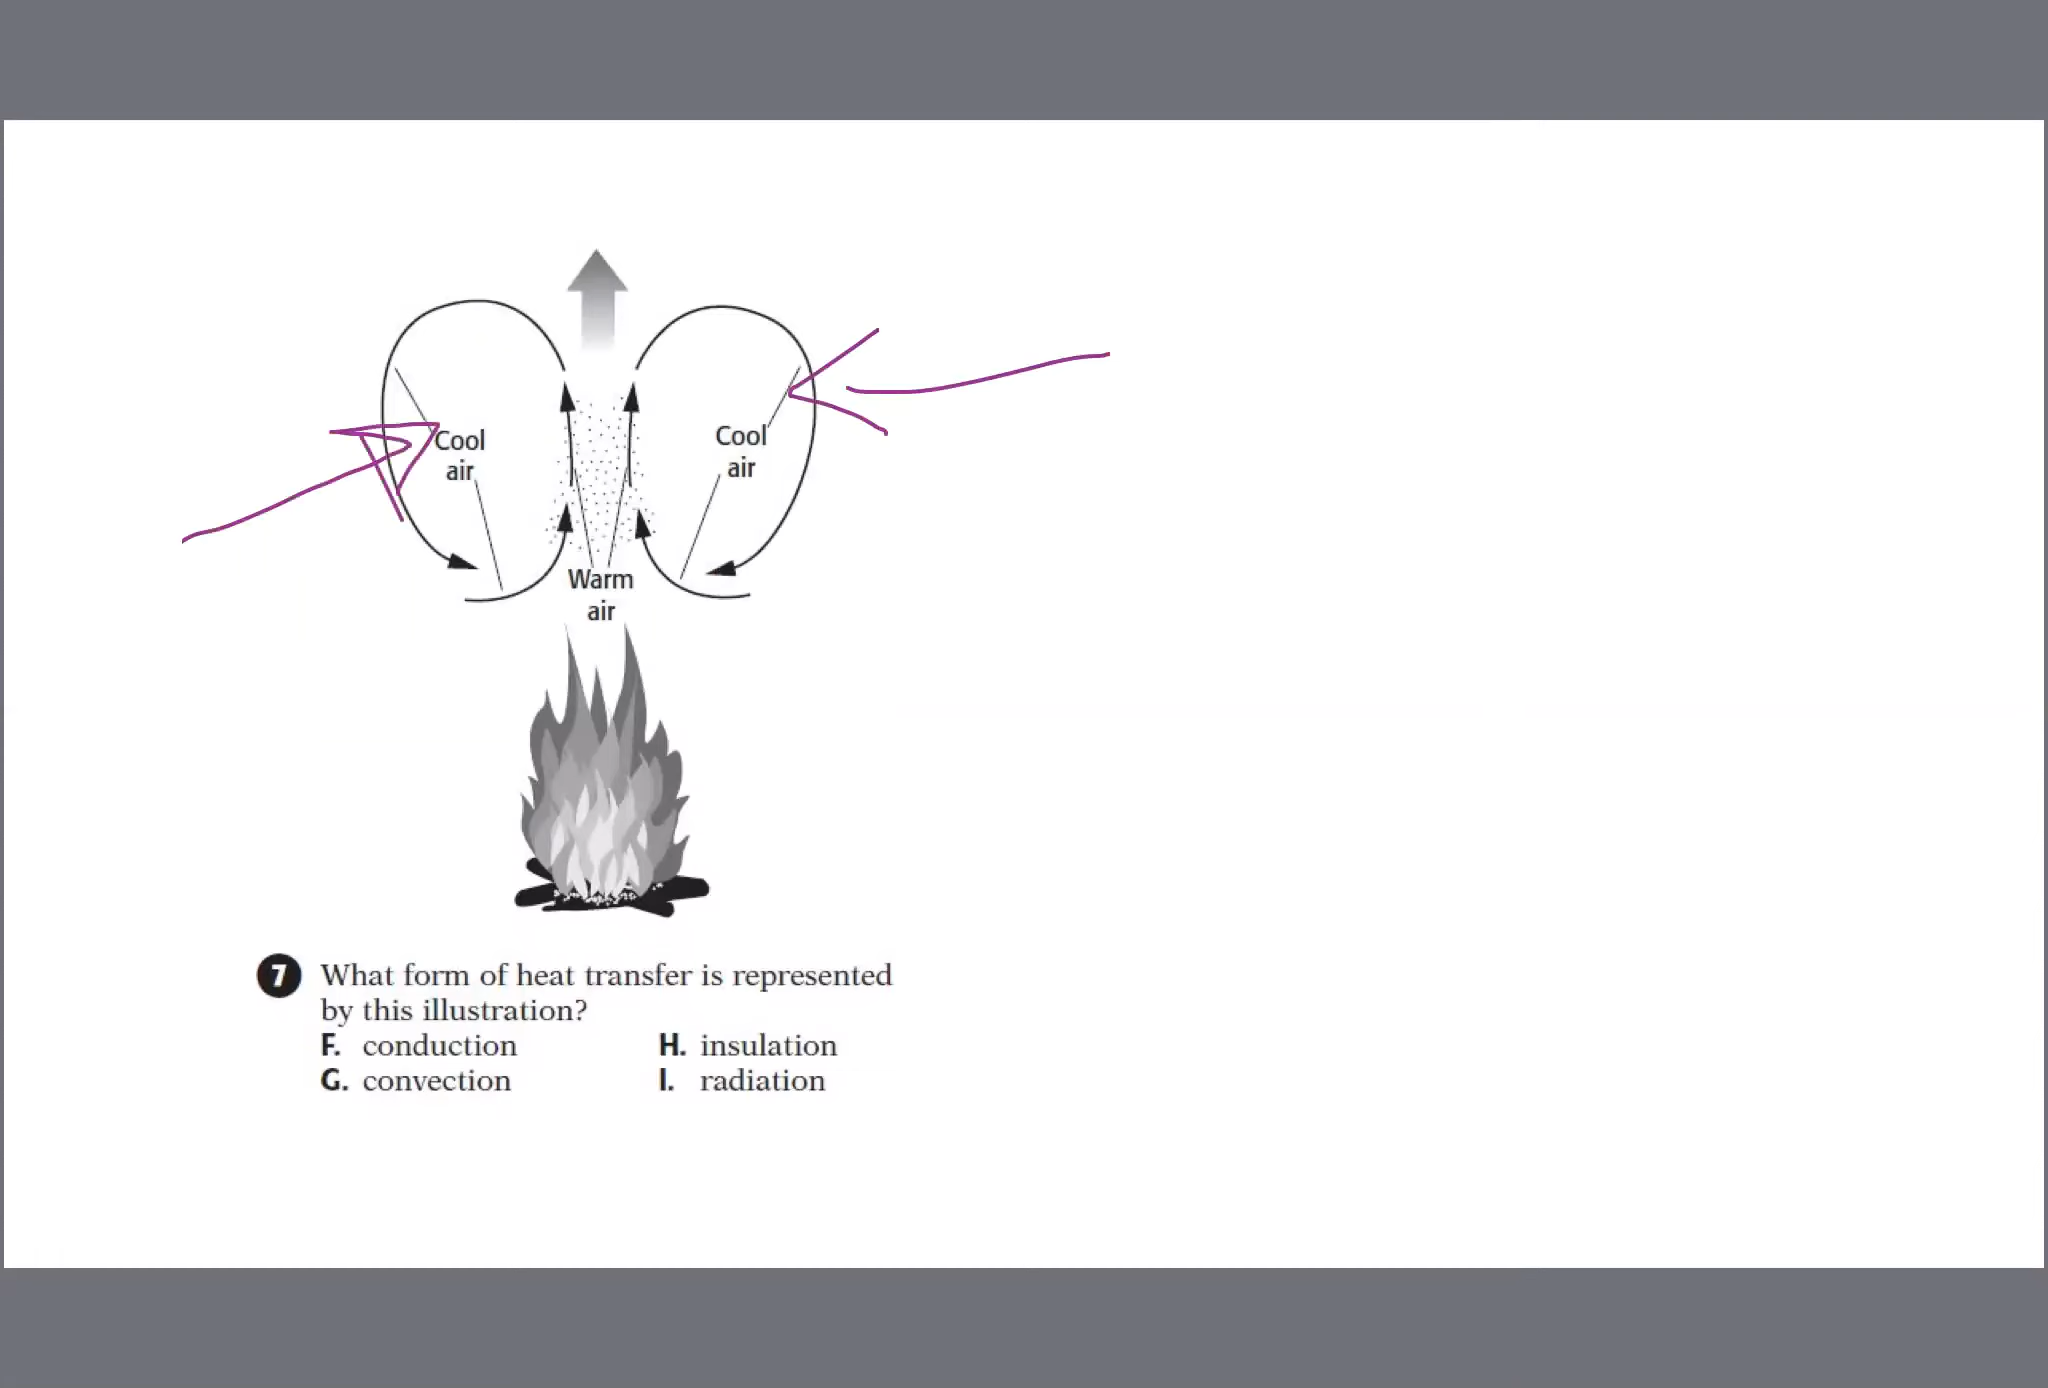 Cool
air
Cool
air
Warm
air
7 What form of heat transfer is represented
by this illustration?
F. conduction H. insulation
G. convection I. radiation